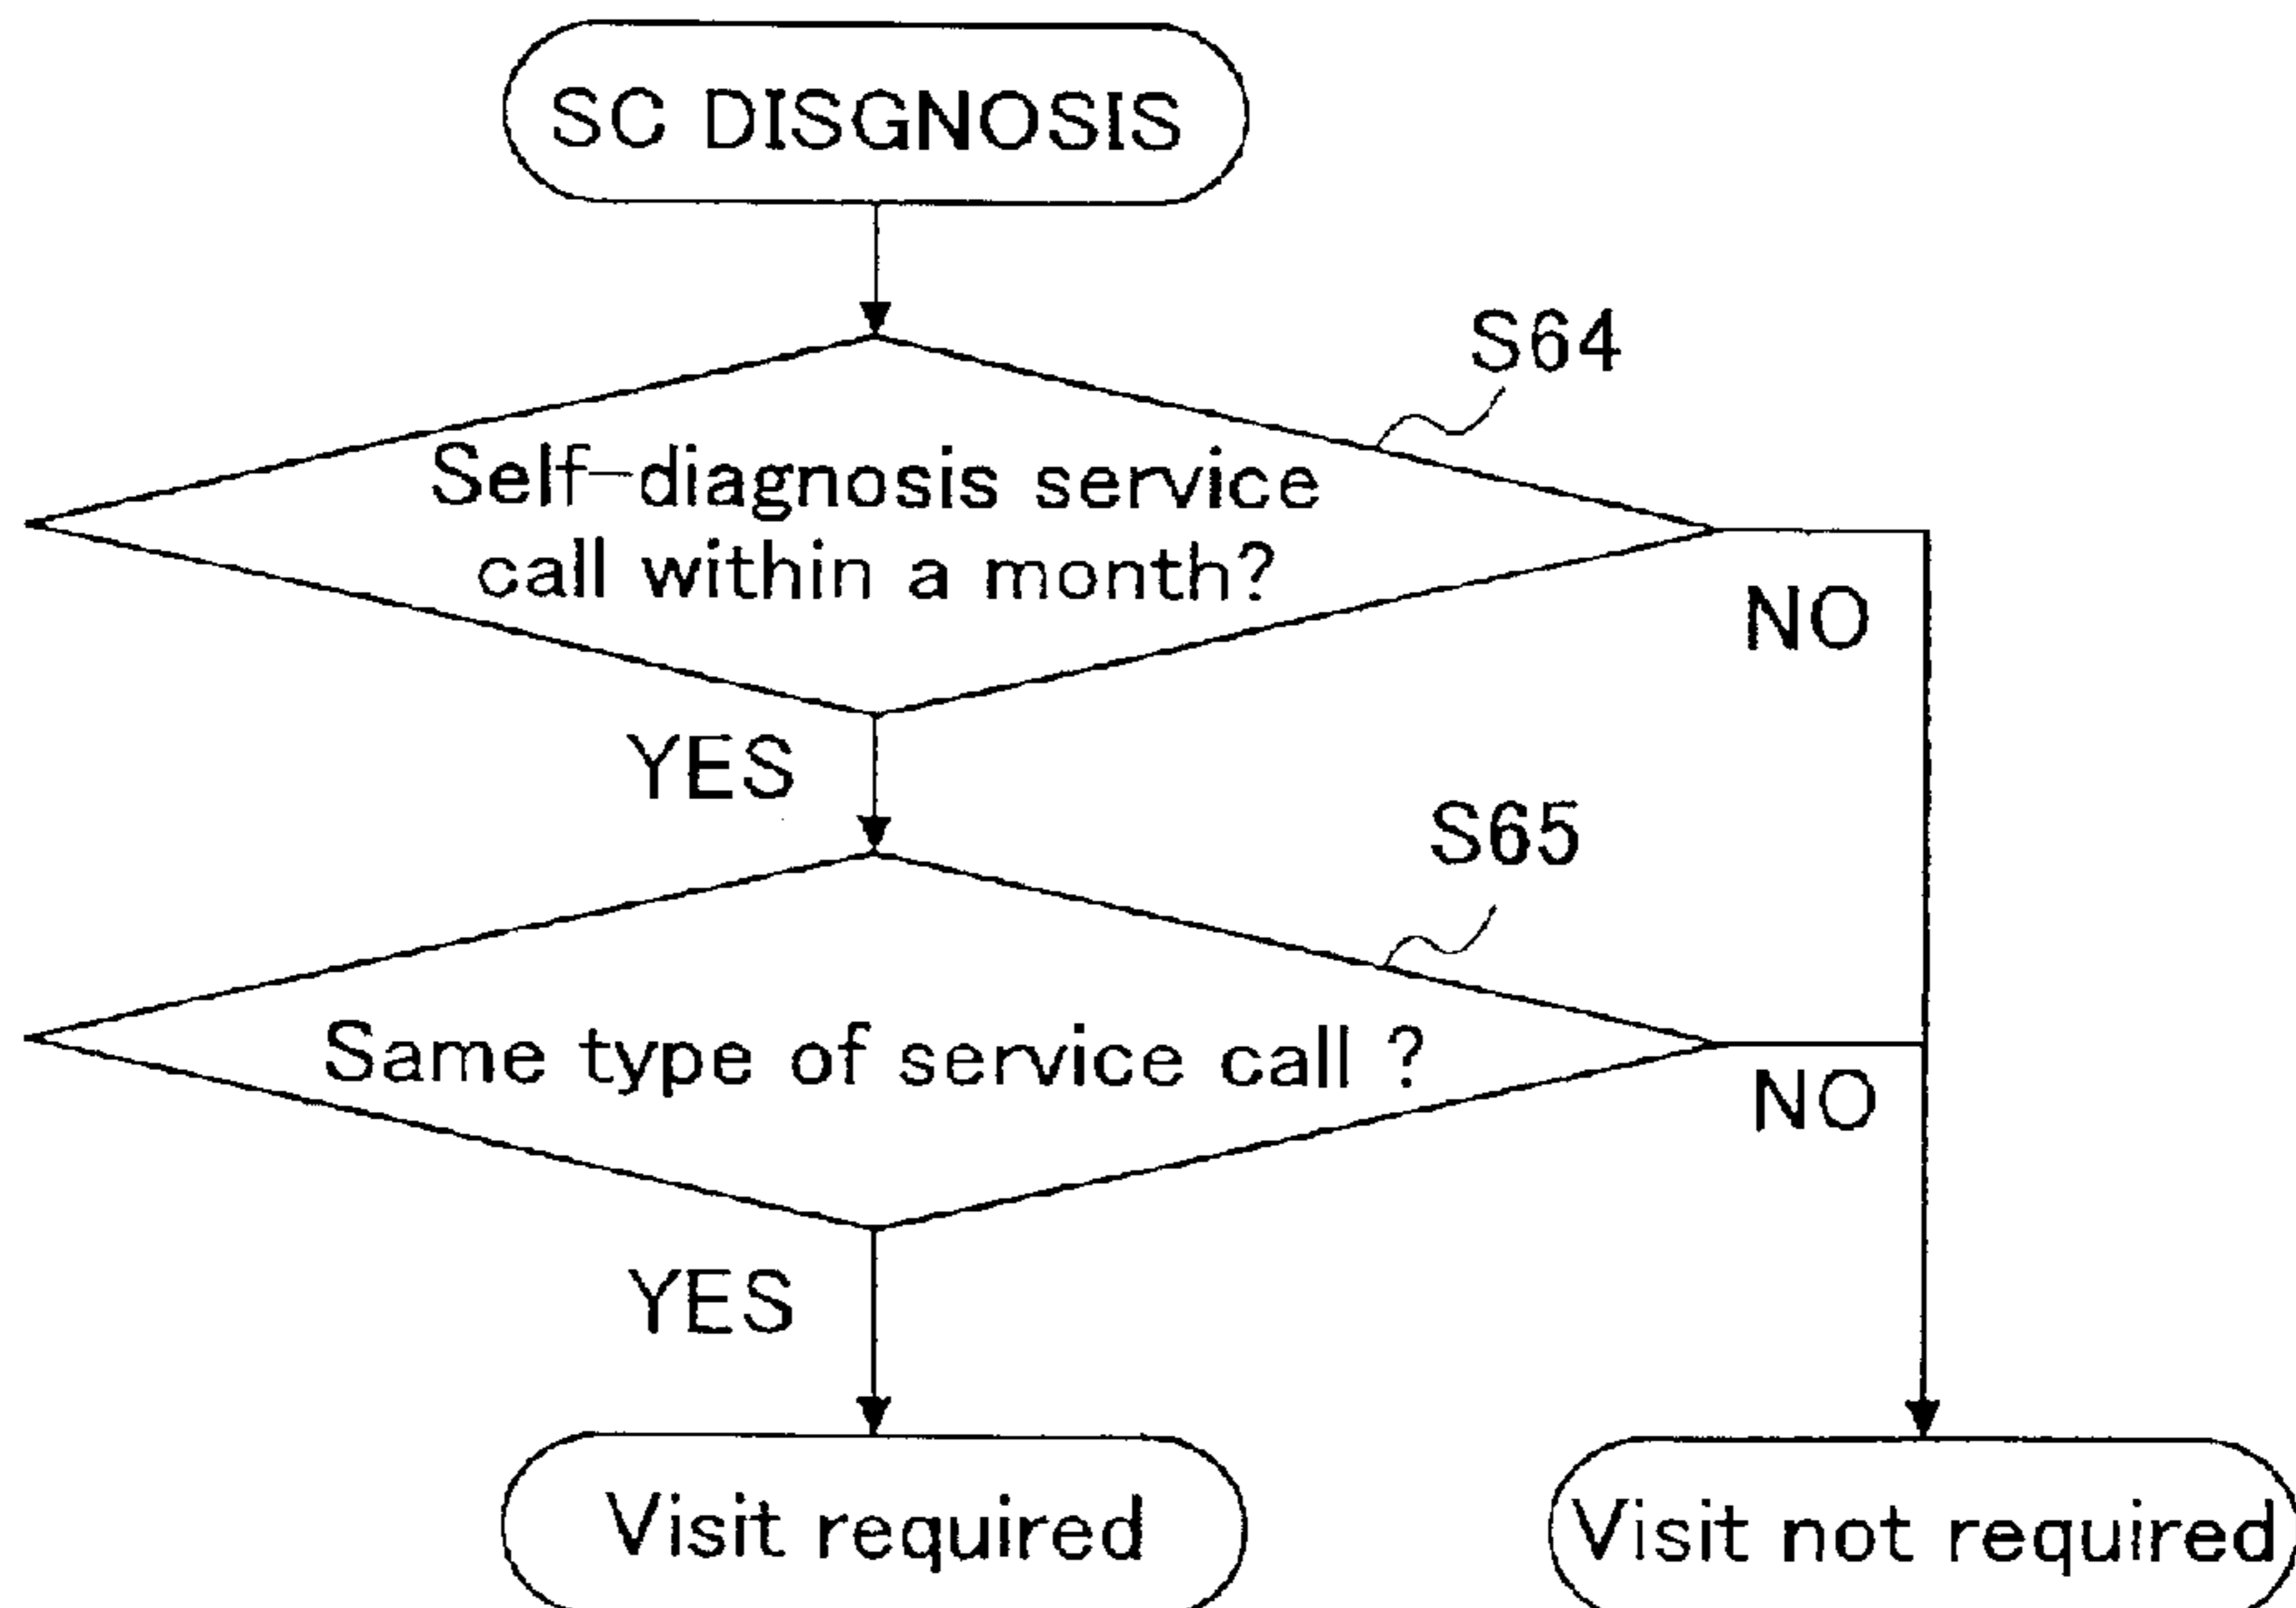 SC DISGNOSIS
S64
Self-diagnosis service
call within a month?
NO
YES
S65
Same type of service call ?
NO
YES
Visit required
Visit not required